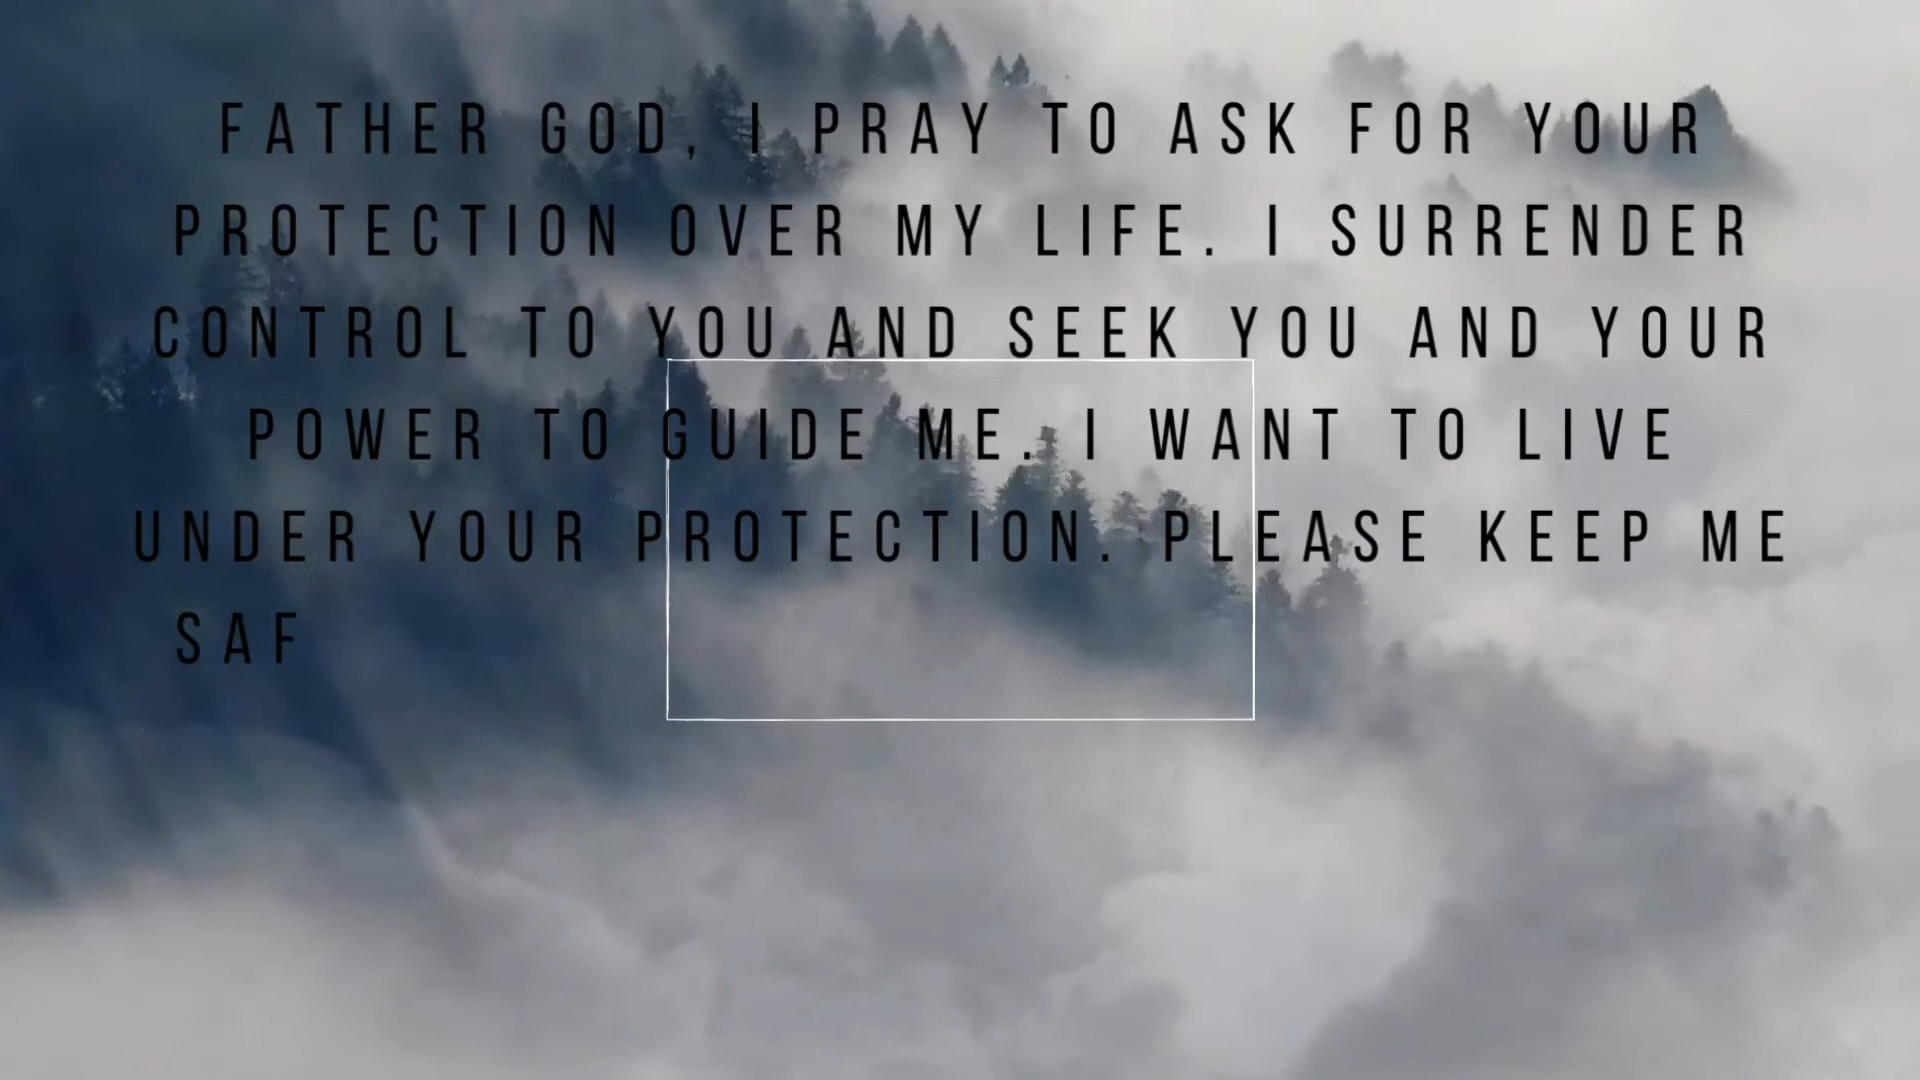 FATHER GOD, I PRAY TO ASK FOR YOUR
PROTECTION OVER MY LIFE. I SURRENDER
CONTROL TO YOU AND SEEK YOU AND YOUR
POWER TO GUIDE ME. I WANT TO LIVE
UNDER YOUR PROTECTION. PLEASE KEEP ME
SAF